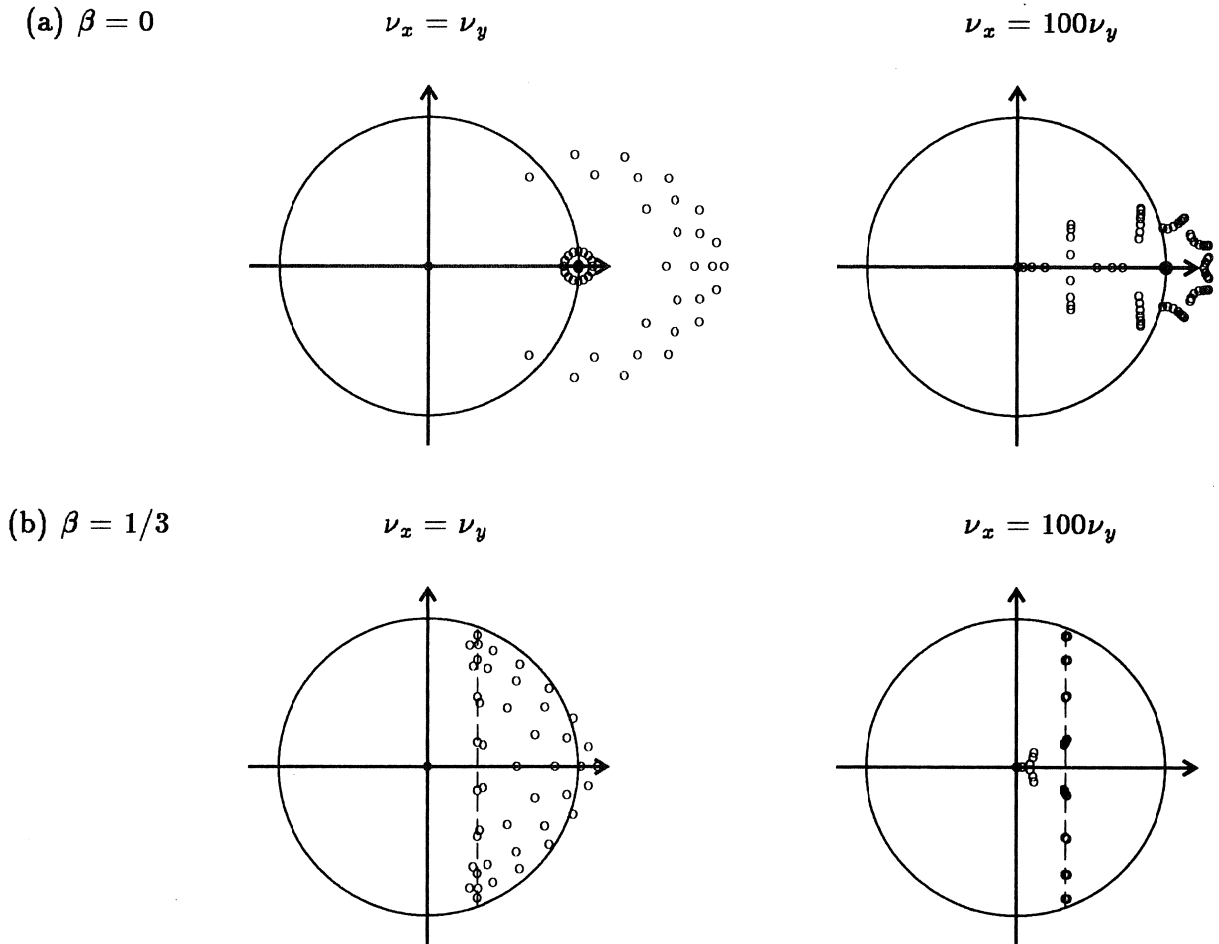 (a) β = 0
ν_x = ν_y
ν_x = 100ν_y
(b) β = 1/3
ν_x = ν_y
ν_x = 100ν_y